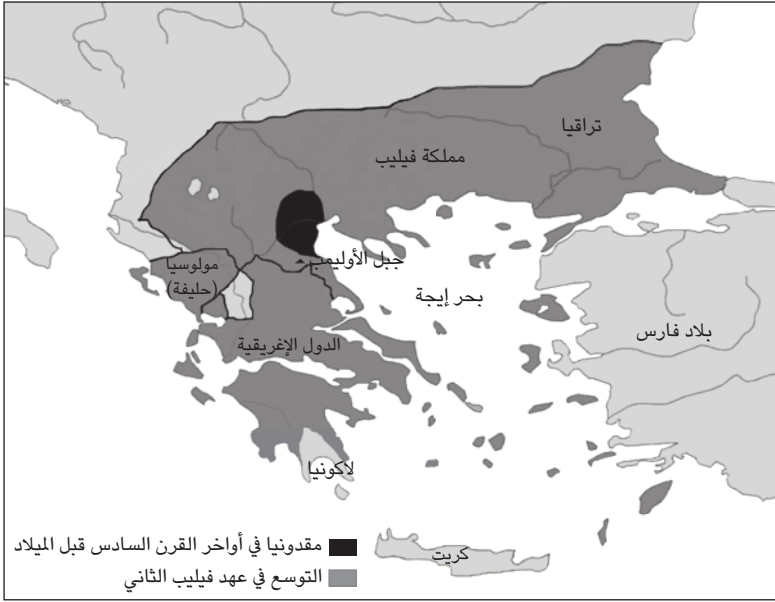 تراقيا
مملكة فيليب
جبل الأوليمب
مولوسيا
(حليفة)
بحر إيجة
بلاد فارس
الدول الإغريقية
لاكونيا
كريت
مقدونيا في أواخر القرن السادس قبل الميلاد
التوسع في عهد فيليب الثاني